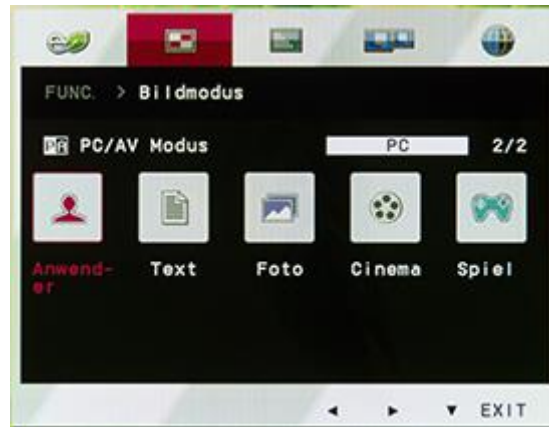 FUNC. > Bildmodus
PC/AV Modus PC 2/2
Anwend-
er
Text
Foto
Cinema
Spiel
EXIT